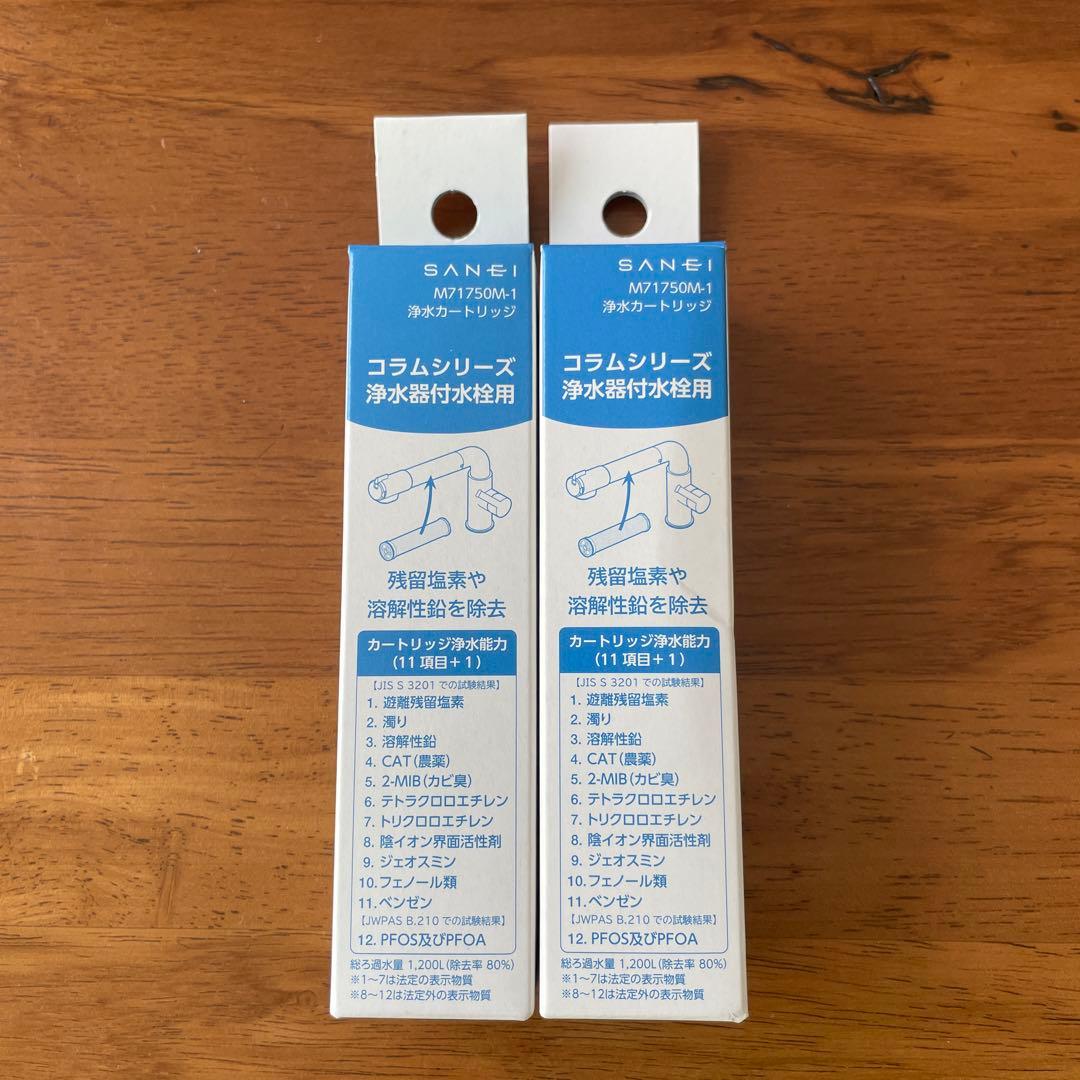 SANEI
M71750M-1
浄水カートリッジ
コラムシリーズ
浄水器付水栓用
残留塩素や
溶解性鉛を除去
カートリッジ浄水能力
(11項目+1)
【JIS S 3201での試験結果】
1. 遊離残留塩素
2. 濁り
3. 溶解性鉛
4. CAT(農薬)
5. 2-MIB(カビ臭)
6. テトラクロロエチレン
7. トリクロロエチレン
8. 陰イオン界面活性剤
9. ジェオスミン
10. フェノール類
11. ベンゼン
【JWPAS B.210での試験結果】
12. PFOS及びPFOA
総ろ過水量 1,200L(除去率 80%)
※1～7は法定の表示物質
※8～12は法定外の表示物質
SANEI
M71750M-1
浄水カートリッジ
コラムシリーズ
浄水器付水栓用
残留塩素や
溶解性鉛を除去
カートリッジ浄水能力
(11項目+1)
【JIS S 3201での試験結果】
1. 遊離残留塩素
2. 濁り
3. 溶解性鉛
4. CAT(農薬)
5. 2-MIB(カビ臭)
6. テトラクロロエチレン
7. トリクロロエチレン
8. 陰イオン界面活性剤
9. ジェオスミン
10. フェノール類
11. ベンゼン
【JWPAS B.210での試験結果】
12. PFOS及びPFOA
総ろ過水量 1,200L(除去率 80%)
※1～7は法定の表示物質
※8～12は法定外の表示物質